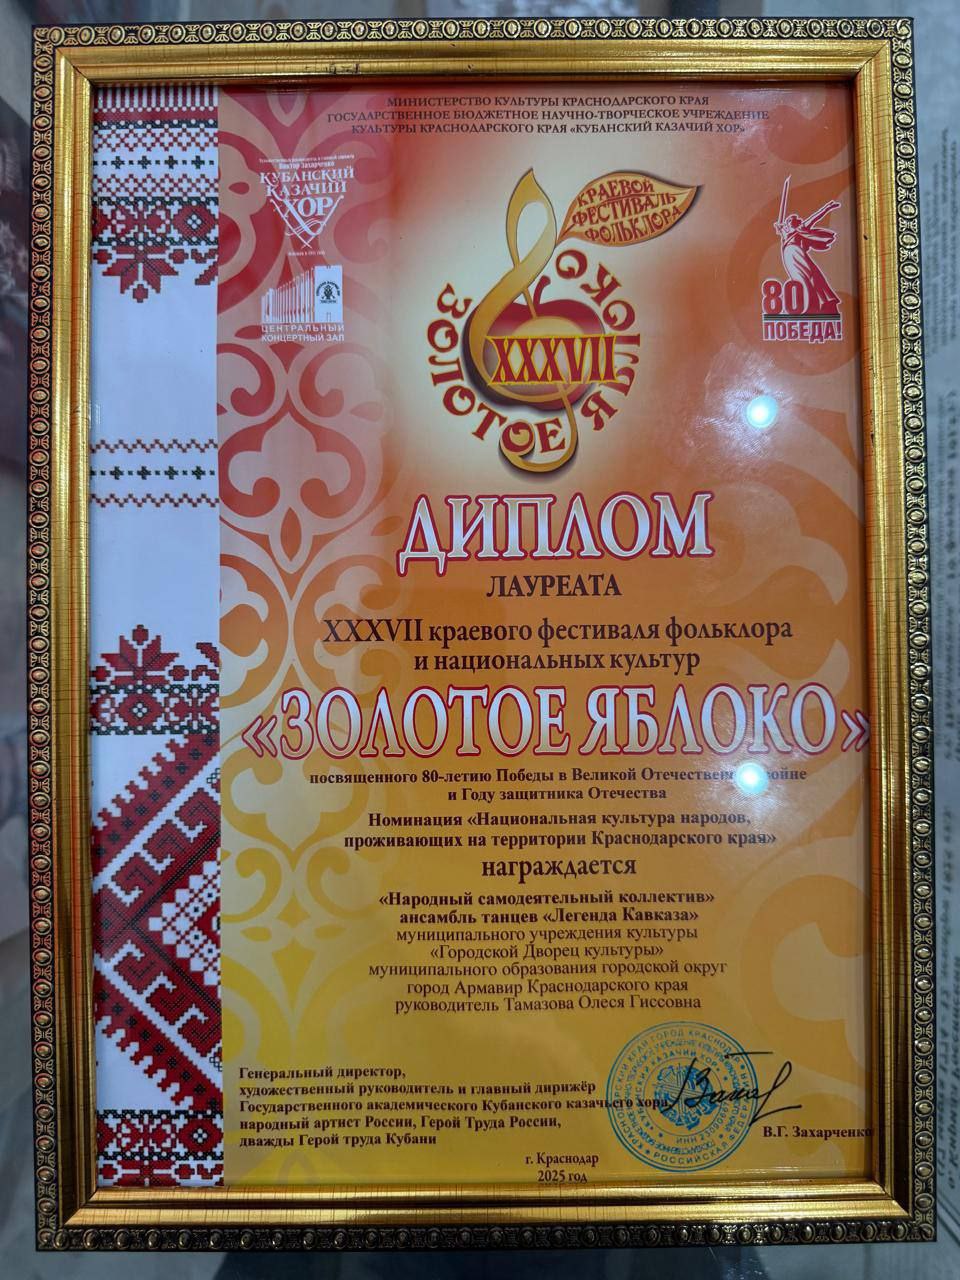 МИНИСТЕРСТВО КУЛЬТУРЫ КРАСНОДАРСКОГО КРАЯ
ГОСУДАРСТВЕННОЕ БЮДЖЕТНОЕ НАУЧНО-ТВОРЧЕСКОЕ УЧРЕЖДЕНИЕ
КУЛЬТУРЫ КРАСНОДАРСКОГО КРАЯ «КУБАНСКИЙ КАЗАЧИЙ ХОР»
Виктор Захарченко
КУБАНСКИЙ
КАЗАЧИЙ
ХОР
ЦЕНТРАЛЬНЫЙ
КОНЦЕРТНЫЙ ЗАЛ
КРАЕВОЙ
ФЕСТИВАЛЬ
ФОЛЬКЛОРА
ЗОЛОТОЕ ЯБЛОКО
XXXVII
80
ПОБЕДА!
ДИПЛОМ
ЛАУРЕАТА
XXXVII краевого фестиваля фольклора
и национальных культур
«ЗОЛОТОЕ ЯБЛОКО»
посвященного 80-летию Победы в Великой Отечественной войне
и Году защитника Отечества
Номинация «Национальная культура народов,
проживающих на территории Краснодарского края»
награждается
«Народный самодеятельный коллектив»
ансамбль танцев «Легенда Кавказа»
муниципального учреждения культуры
«Городской Дворец культуры»
муниципального образования городской округ
город Армавир Краснодарского края
руководитель Тамазова Олеся Гиссовна
Генеральный директор,
художественный руководитель и главный дирижёр
Государственного академического Кубанского казачьего хора,
народный артист России, Герой Труда России,
дважды Герой труда Кубани
В.Г. Захарченко
г. Краснодар
2025 год